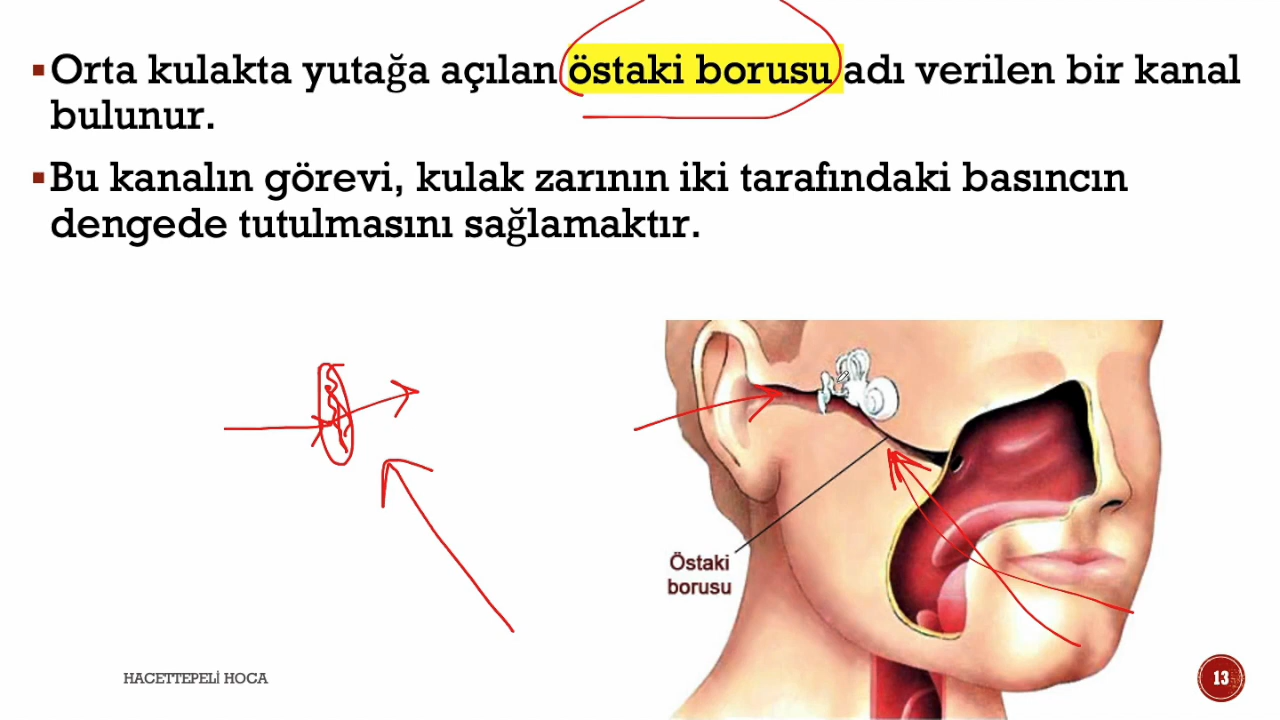 ▪Orta kulakta yutağa açılan östaki borusu adı verilen bir kanal
bulunur.
▪Bu kanalın görevi, kulak zarının iki tarafındaki basıncın
dengede tutulmasını sağlamaktır.
Östaki
borusu
HACETTEPELİ HOCA
13